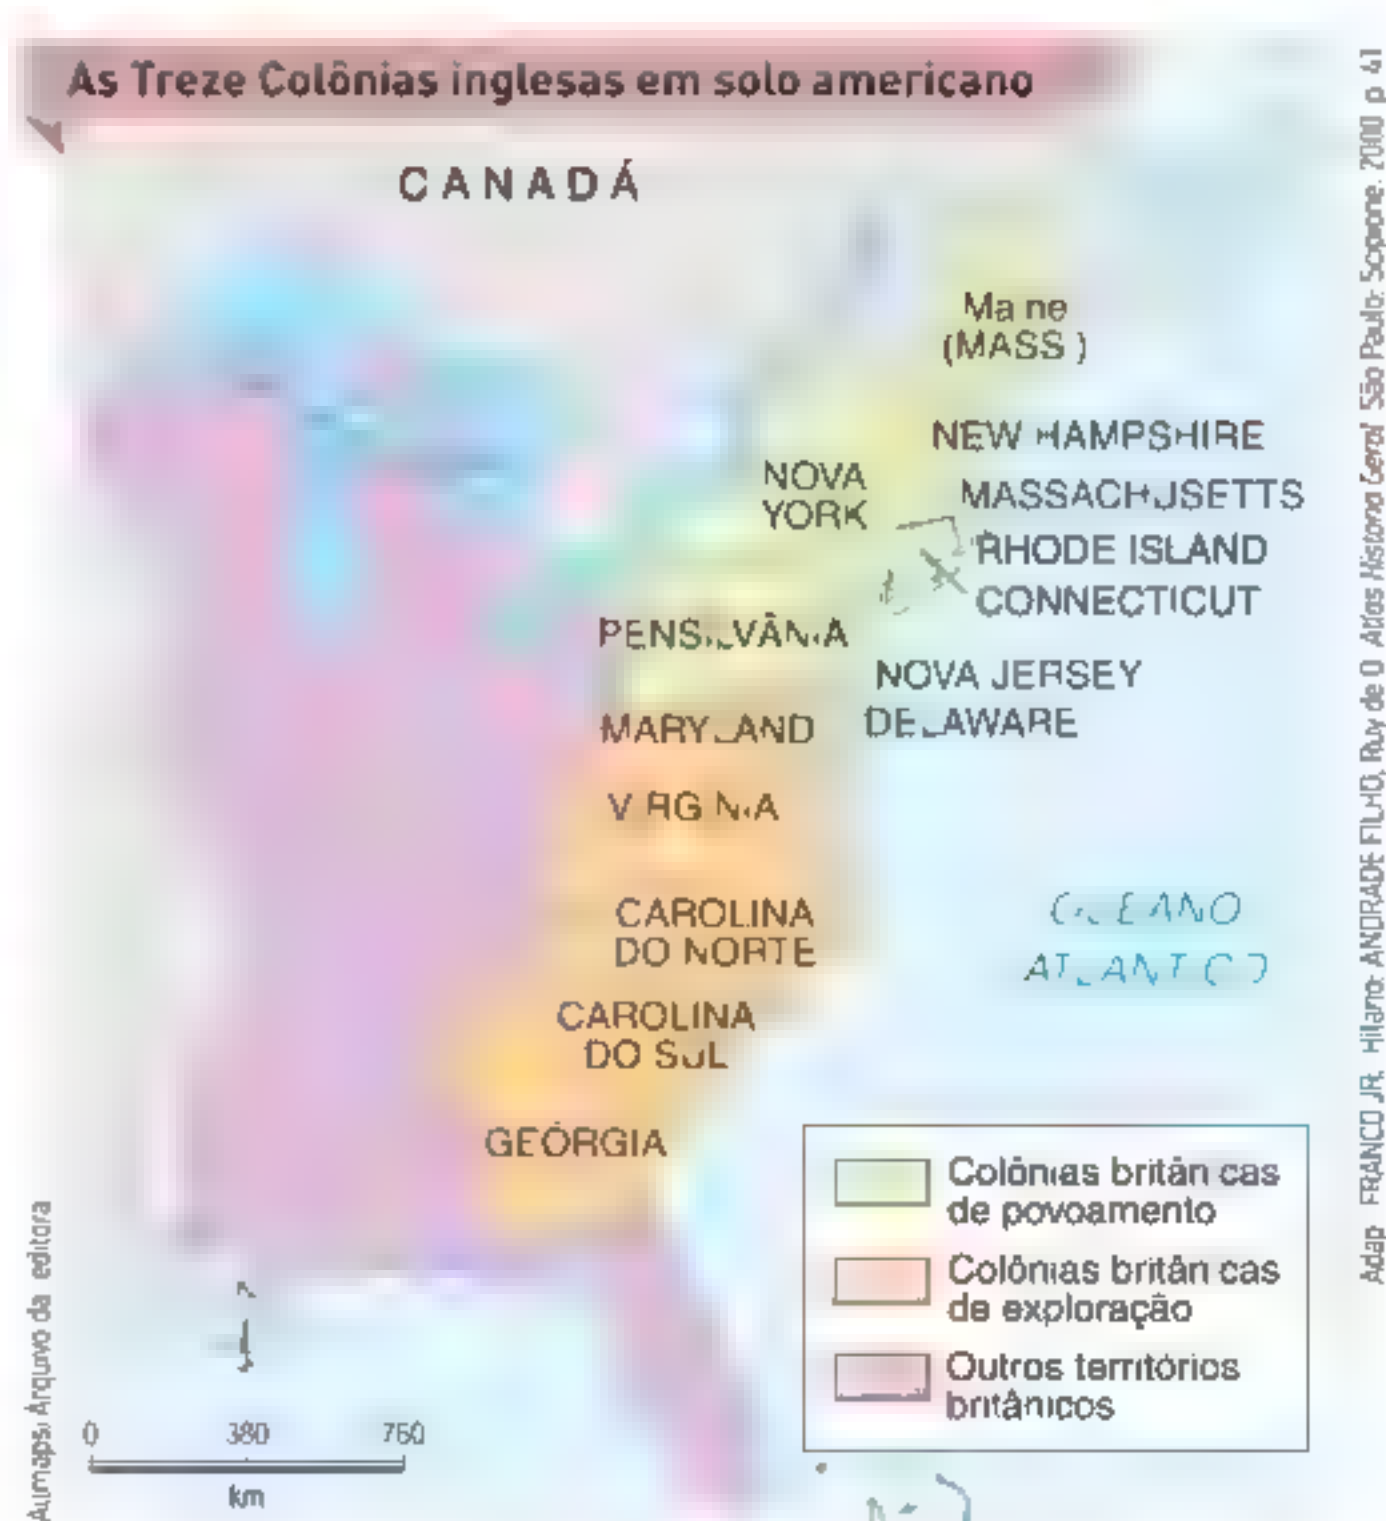 As Treze Colônias inglesas em solo americano
CANADÁ
Maine
(MASS.)
NEW HAMPSHIRE
NOVA
YORK
MASSACHUSETTS
RHODE ISLAND
CONNECTICUT
PENSILVÂNIA
NOVA JERSEY
MARYLAND
DELAWARE
VIRGÍNIA
CAROLINA
DO NORTE
OCEANO
ATLÂNTICO
CAROLINA
DO SUL
GEÓRGIA
Colônias britânicas
de povoamento
Colônias britânicas
de exploração
Outros territórios
britânicos
0 380 760
km
Allmaps/Arquivo da editora
Adap. FRANCO JR., Hilário; ANDRADE FILHO, Ruy de O. Atlas História Geral. São Paulo: Scipione, 2000. p. 41